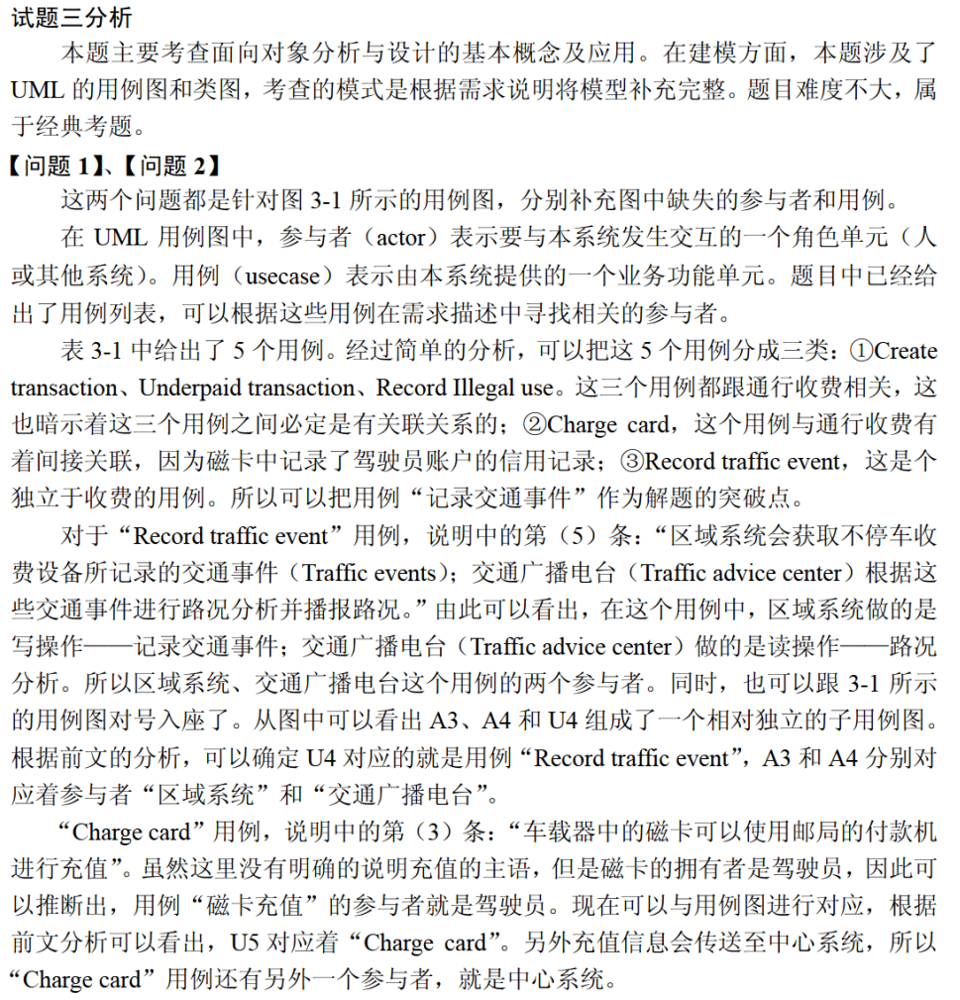 试题三分析
本题主要考查面向对象分析与设计的基本概念及应用。在建模方面，本题涉及了
UML 的用例图和类图，考查的模式是根据需求说明将模型补充完整。题目难度不大，属
于经典考题。
【问题 1】、【问题 2】
这两个问题都是针对图 3-1 所示的用例图，分别补充图中缺失的参与者和用例。
在 UML 用例图中，参与者（actor）表示要与本系统发生交互的一个角色单元（人
或其他系统）。用例（usecase）表示由本系统提供的一个业务功能单元。题目中已经给
出了用例列表，可以根据这些用例在需求描述中寻找相关的参与者。
表 3-1 中给出了 5 个用例。经过简单的分析，可以把这 5 个用例分成三类：①Create
transaction、Underpaid transaction、Record Illegal use。这三个用例都跟通行收费相关，这
也暗示着这三个用例之间必定是有关联关系的；②Charge card，这个用例与通行收费有
着间接关联，因为磁卡中记录了驾驶员账户的信用记录；③Record traffic event，这是个
独立于收费的用例。所以可以把用例“记录交通事件”作为解题的突破点。
对于“Record traffic event”用例，说明中的第（5）条：“区域系统会获取不停车收
费设备所记录的交通事件（Traffic events）；交通广播电台（Traffic advice center）根据这
些交通事件进行路况分析并播报路况。”由此可以看出，在这个用例中，区域系统做的是
写操作——记录交通事件；交通广播电台（Traffic advice center）做的是读操作——路况
分析。所以区域系统、交通广播电台这个用例的两个参与者。同时，也可以跟 3-1 所示
的用例图对号入座了。从图中可以看出 A3、A4 和 U4 组成了一个相对独立的子用例图。
根据前文的分析，可以确定 U4 对应的就是用例“Record traffic event”，A3 和 A4 分别对
应着参与者“区域系统”和“交通广播电台”。
“Charge card”用例，说明中的第（3）条：“车载器中的磁卡可以使用邮局的付款机
进行充值”。虽然这里没有明确的说明充值的主语，但是磁卡的拥有者是驾驶员，因此可
以推断出，用例“磁卡充值”的参与者就是驾驶员。现在可以与用例图进行对应，根据
前文分析可以看出，U5 对应着“Charge card”。另外充值信息会传送至中心系统，所以
“Charge card”用例还有另外一个参与者，就是中心系统。